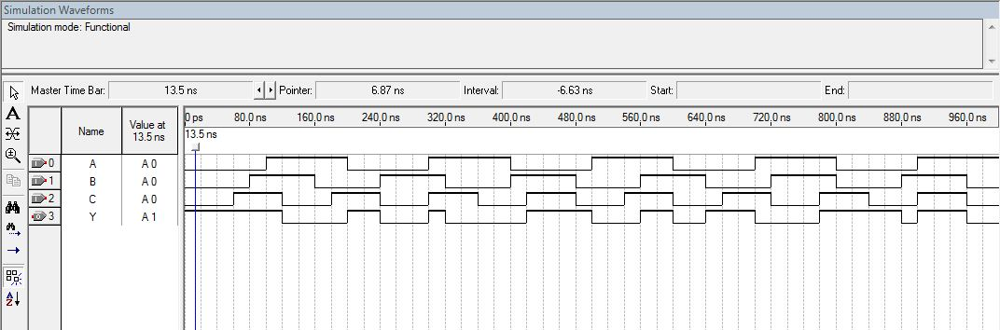 Simulation Waveforms
Simulation mode: Functional
Master Time Bar: 13.5 ns Pointer: 6.87 ns Interval: -6.63 ns Start: End:
Name Value at 13.5 ns 0 ps 80.0 ns 160.0 ns 240.0 ns 320.0 ns 400.0 ns 480.0 ns 560.0 ns 640.0 ns 720.0 ns 800.0 ns 880.0 ns 960.0 ns
13.5 ns
0 A A 0
1 B A 0
2 C A 0
3 Y A 1